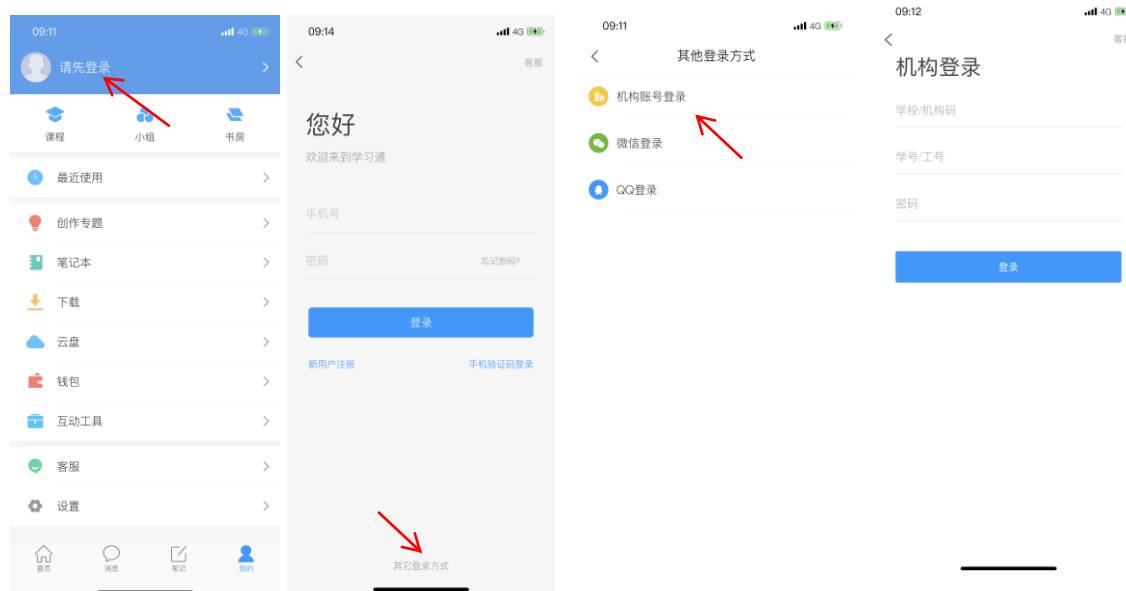 09:11
4G
请先登录
课程
小组
书房
最近使用
创作专题
笔记本
下载
云盘
钱包
互动工具
客服
设置
首页
消息
笔记
我的
09:14
4G
客服
您好
欢迎来到学习通
手机号
密码
忘记密码?
登录
新用户注册
手机验证码登录
其它登录方式
09:11
4G
其他登录方式
机构账号登录
微信登录
QQ登录
09:12
4G
客
机构登录
学校/机构码
学号/工号
密码
登录